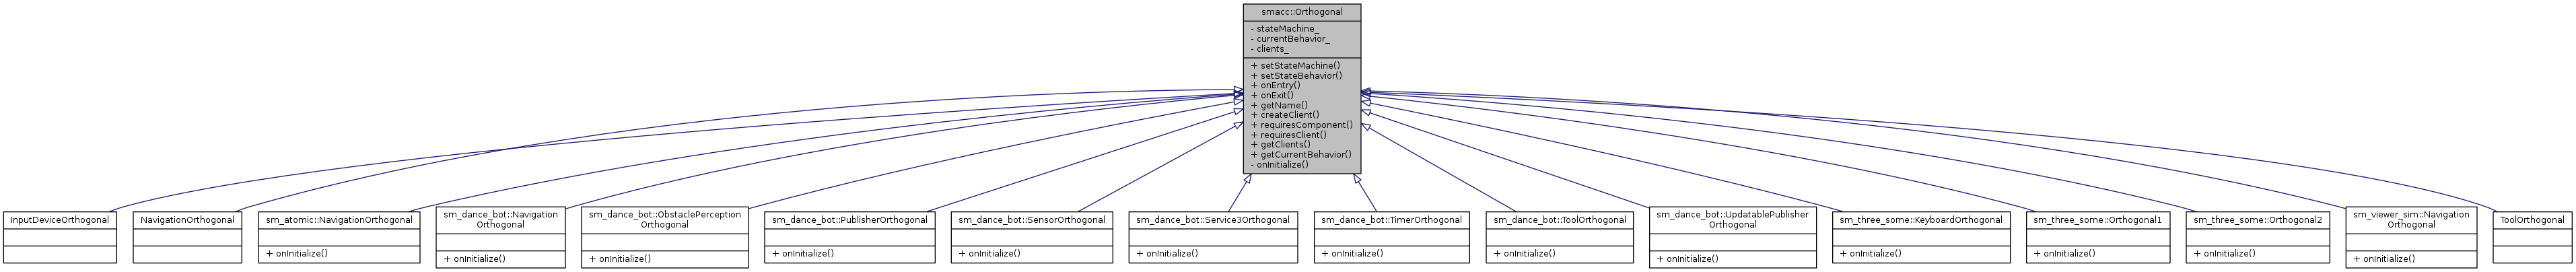 smacc::Orthogonal
- stateMachine_
- currentBehavior_
- clients_
+ setStateMachine()
+ setStateBehavior()
+ onEntry()
+ onExit()
+ getName()
+ createClient()
+ requiresComponent()
+ requiresClient()
+ getClients()
+ getCurrentBehavior()
- onInitialize()
InputDeviceOrthogonal
NavigationOrthogonal
sm_atomic::NavigationOrthogonal
+ onInitialize()
sm_dance_bot::Navigation
Orthogonal
+ onInitialize()
sm_dance_bot::ObstaclePerception
Orthogonal
+ onInitialize()
sm_dance_bot::PublisherOrthogonal
+ onInitialize()
sm_dance_bot::SensorOrthogonal
+ onInitialize()
sm_dance_bot::Service3Orthogonal
+ onInitialize()
sm_dance_bot::TimerOrthogonal
+ onInitialize()
sm_dance_bot::ToolOrthogonal
+ onInitialize()
sm_dance_bot::UpdatablePublisher
Orthogonal
+ onInitialize()
sm_three_some::KeyboardOrthogonal
+ onInitialize()
sm_three_some::Orthogonal1
+ onInitialize()
sm_three_some::Orthogonal2
+ onInitialize()
sm_viewer_sim::Navigation
Orthogonal
+ onInitialize()
ToolOrthogonal